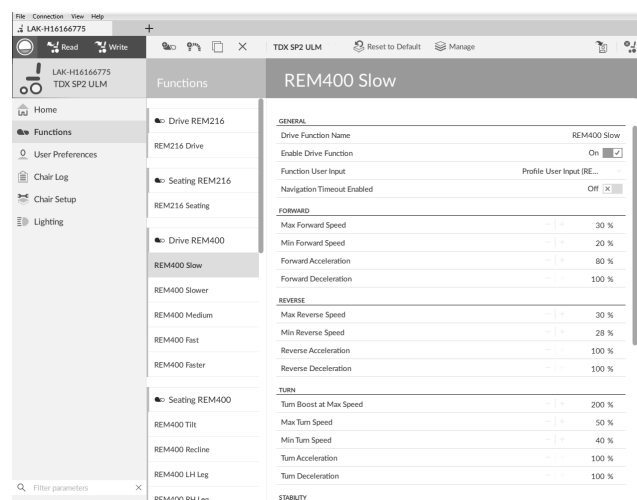 File Connection View Help
LAK-H16166775 +
Read Write TDX SP2 ULM Reset to Default Manage
LAK-H16166775
TDX SP2 ULM
Home
Functions
User Preferences
Chair Log
Chair Setup
Lighting
Filter parameters
Functions
Drive REM216
REM216 Drive
Seating REM216
REM216 Seating
Drive REM400
REM400 Slow
REM400 Slower
REM400 Medium
REM400 Fast
REM400 Faster
Seating REM400
REM400 Tilt
REM400 Recline
REM400 LH Leg
REM400 RH Leg
REM400 Slow
GENERAL
Drive Function Name REM400 Slow
Enable Drive Function On
Function User Input Profile User Input (RE...
Navigation Timeout Enabled Off
FORWARD
Max Forward Speed - + 30 %
Min Forward Speed - + 20 %
Forward Acceleration - + 80 %
Forward Deceleration - + 100 %
REVERSE
Max Reverse Speed - + 30 %
Min Reverse Speed - + 28 %
Reverse Acceleration - + 100 %
Reverse Deceleration - + 100 %
TURN
Turn Boost at Max Speed - + 200 %
Max Turn Speed - + 50 %
Min Turn Speed - + 40 %
Turn Acceleration - + 100 %
Turn Deceleration - + 100 %
STABILITY